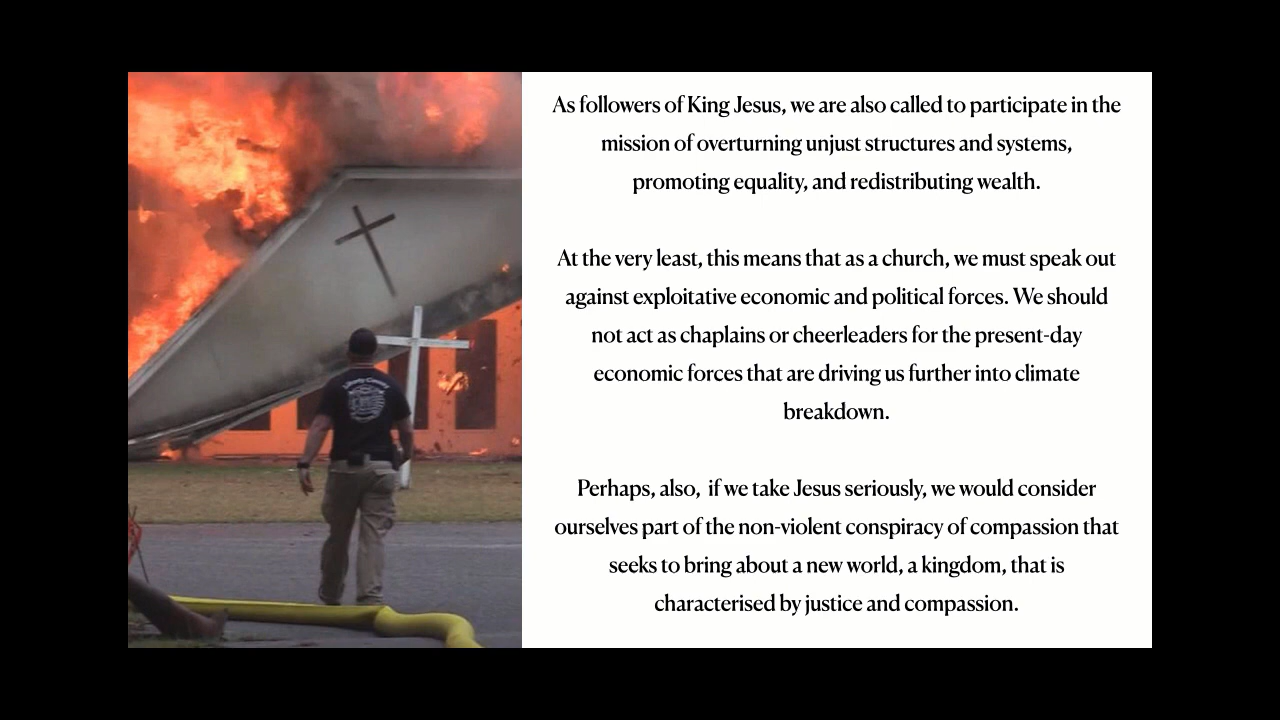 As followers of King Jesus, we are also called to participate in the
mission of overturning unjust structures and systems,
promoting equality, and redistributing wealth.
At the very least, this means that as a church, we must speak out
against exploitative economic and political forces. We should
not act as chaplains or cheerleaders for the present-day
economic forces that are driving us further into climate
breakdown.
Perhaps, also,  if we take Jesus seriously, we would consider
ourselves part of the non-violent conspiracy of compassion that
seeks to bring about a new world, a kingdom, that is
characterised by justice and compassion.
Liberty County